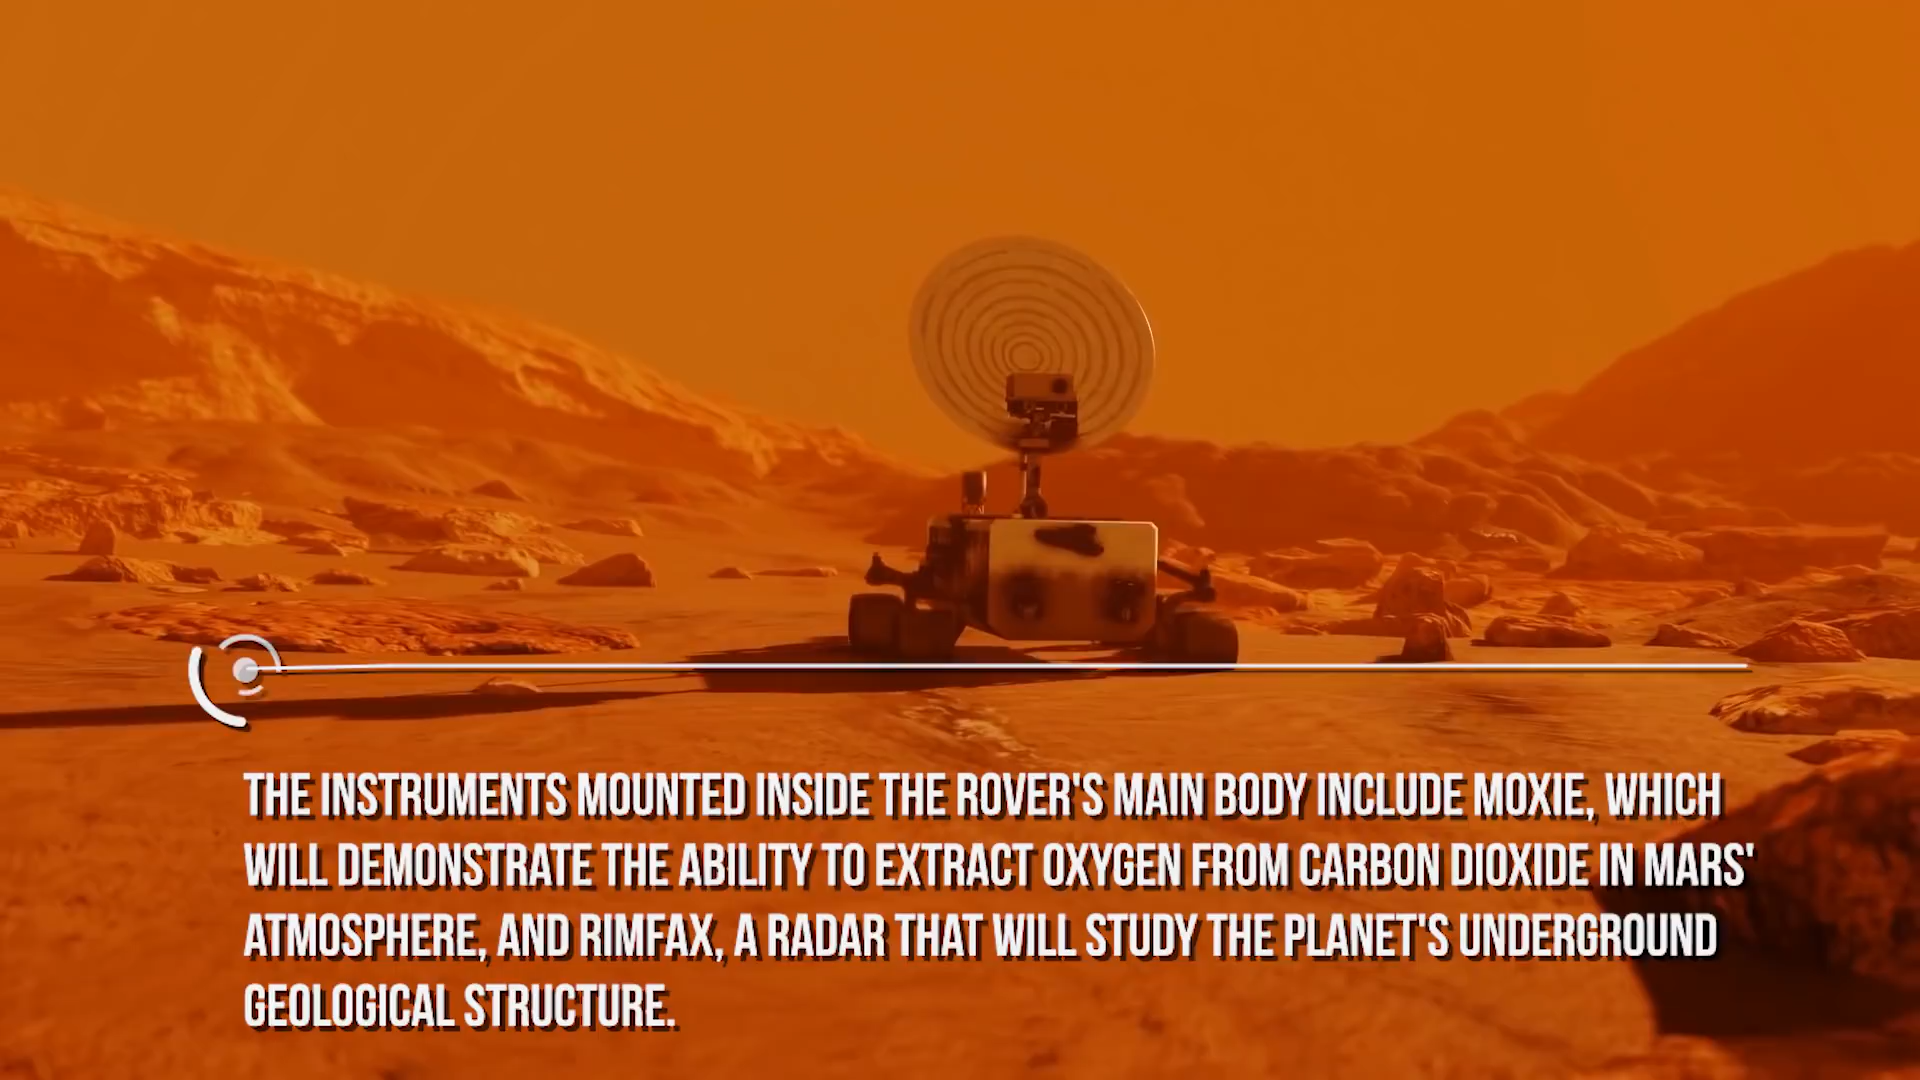 THE INSTRUMENTS MOUNTED INSIDE THE ROVER'S MAIN BODY INCLUDE MOXIE, WHICH
WILL DEMONSTRATE THE ABILITY TO EXTRACT OXYGEN FROM CARBON DIOXIDE IN MARS'
ATMOSPHERE, AND RIMFAX, A RADAR THAT WILL STUDY THE PLANET'S UNDERGROUND
GEOLOGICAL STRUCTURE.